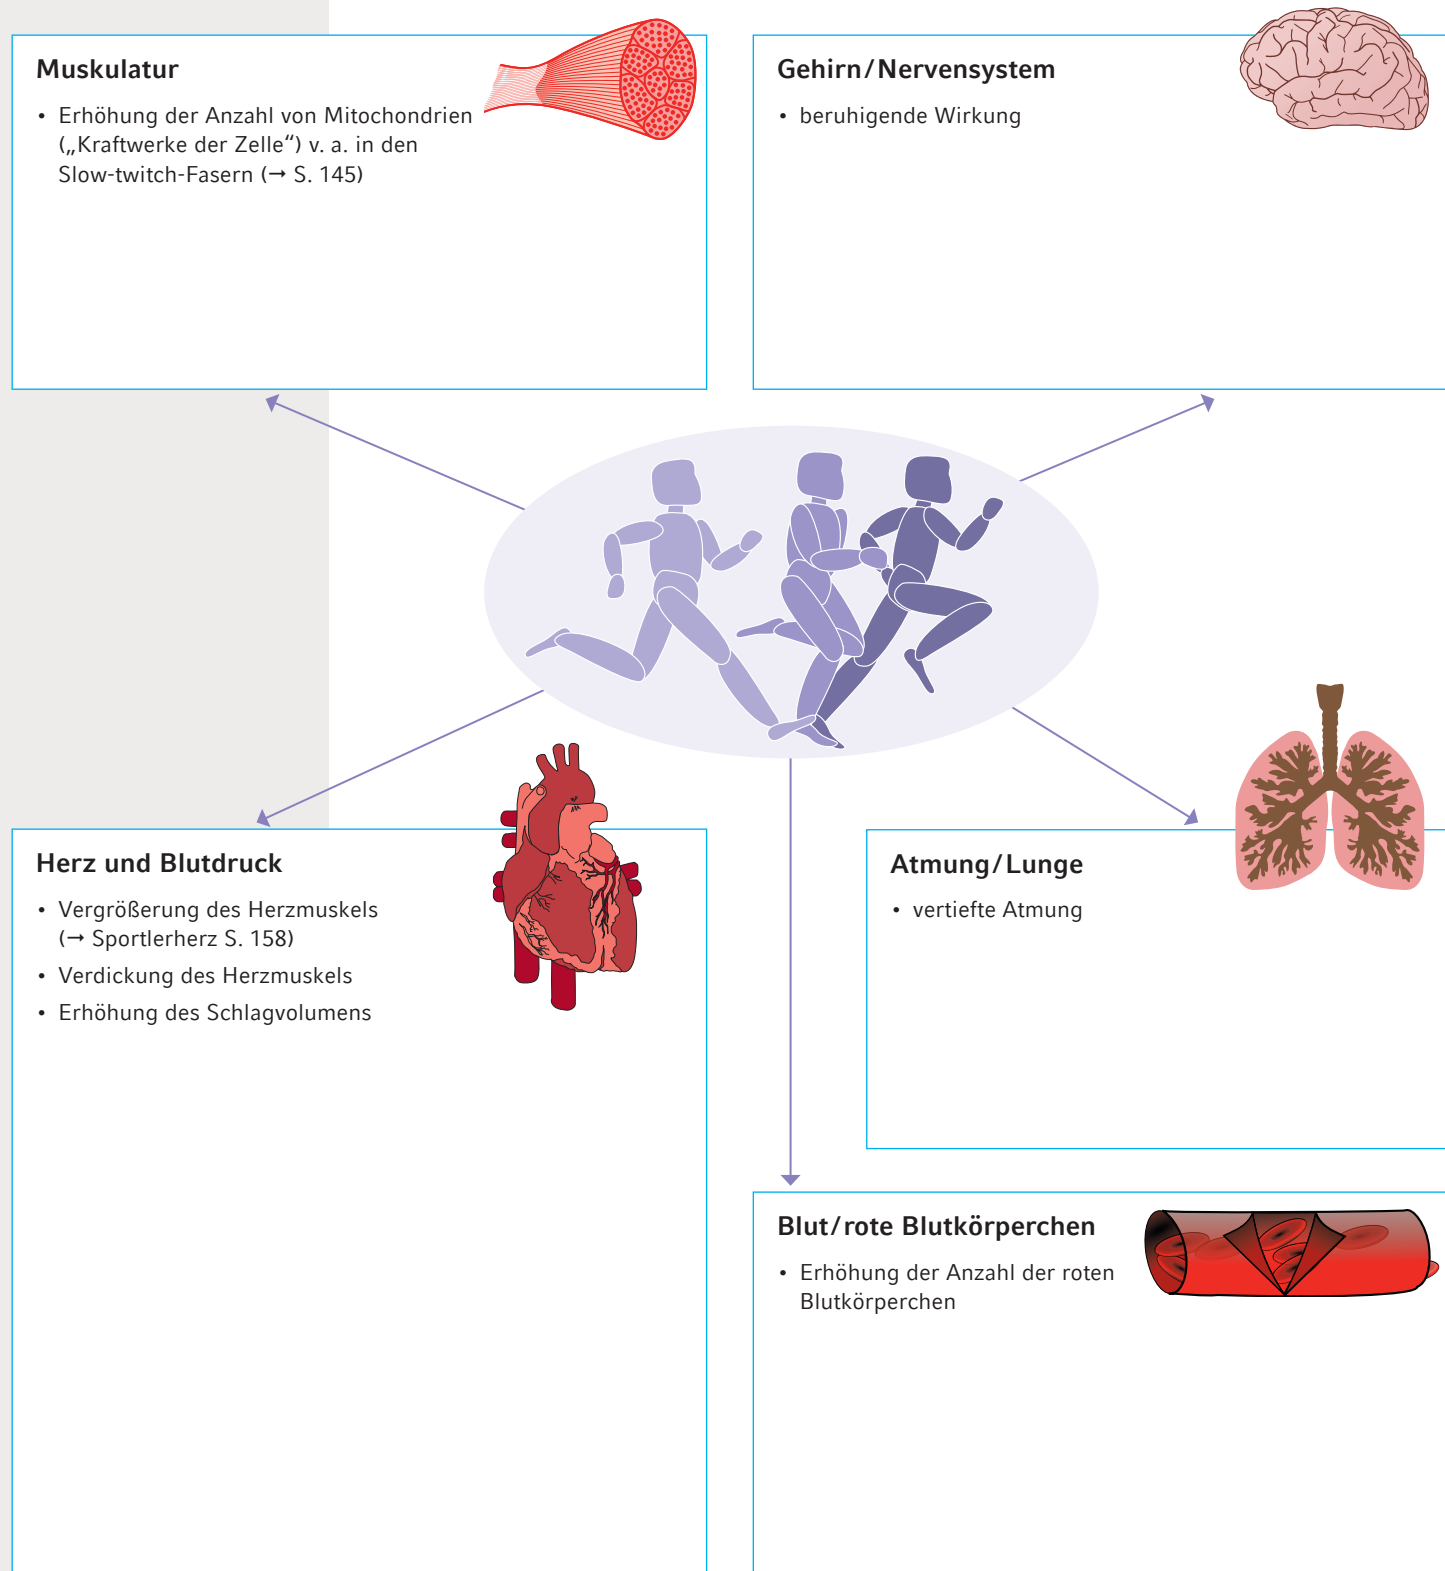 Muskulatur
• Erhöhung der Anzahl von Mitochondrien
(„Kraftwerke der Zelle“) v. a. in den
Slow-twitch-Fasern (→ S. 145)
Gehirn/Nervensystem
• beruhigende Wirkung
Herz und Blutdruck
• Vergrößerung des Herzmuskels
(→ Sportlerherz S. 158)
• Verdickung des Herzmuskels
• Erhöhung des Schlagvolumens
Atmung/Lunge
• vertiefte Atmung
Blut/rote Blutkörperchen
• Erhöhung der Anzahl der roten
Blutkörperchen